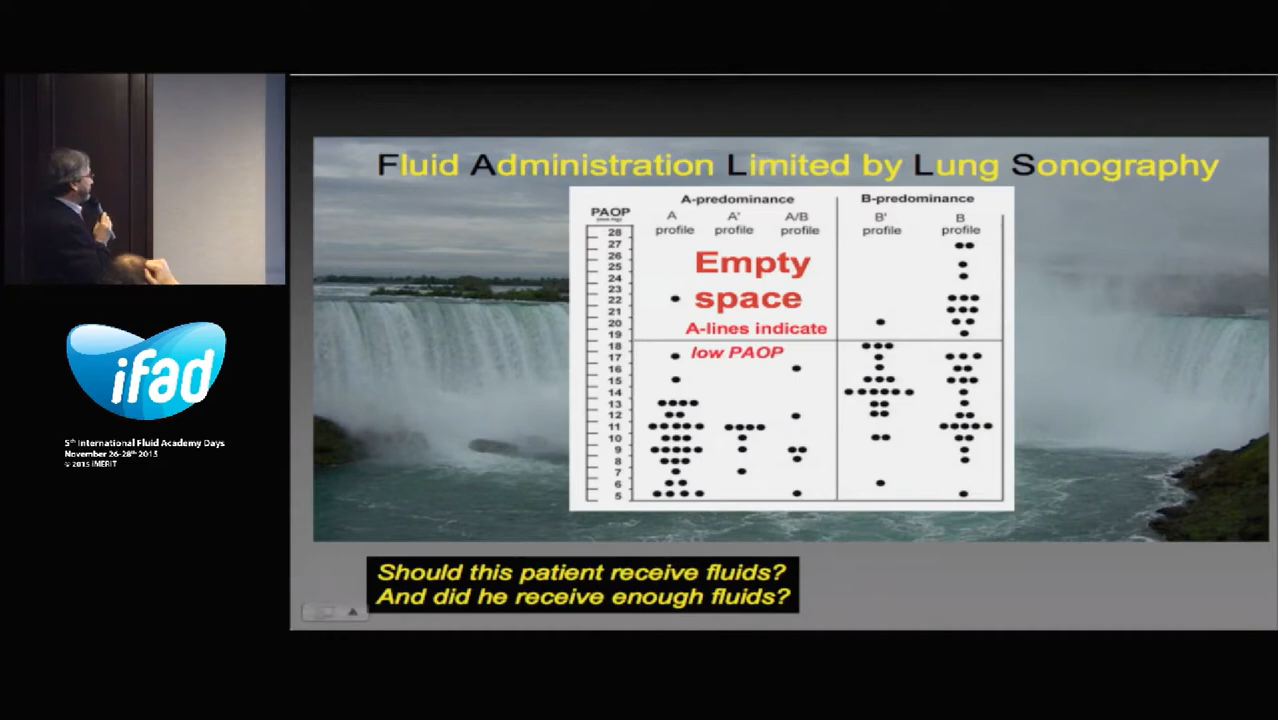 Fluid Administration Limited by Lung Sonography
A-predominance B-predominance
PAOP A A' A/B B' B
profile profile profile profile profile
28
27
26
25
24
23
22
21
20
19
18
17
16
15
14
13
12
11
10
9
8
7
6
5
Empty
space
A-lines indicate
low PAOP
ifad
5th International Fluid Academy Days
November 26-28th 2015
© 2015 iMERiT
Should this patient receive fluids?
And did he receive enough fluids?